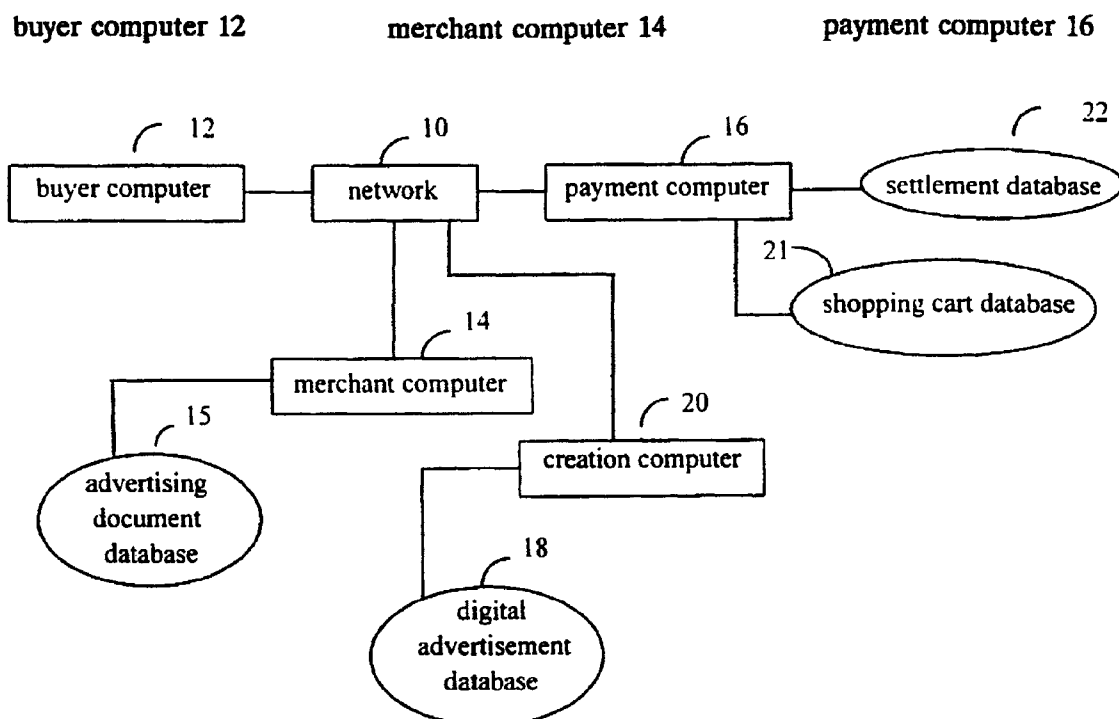 buyer computer 12 merchant computer 14 payment computer 16
12 10 16 22
buyer computer network payment computer settlement database
21
shopping cart database
14
merchant computer
15 20
creation computer
advertising
document
database
18
digital
advertisement
database